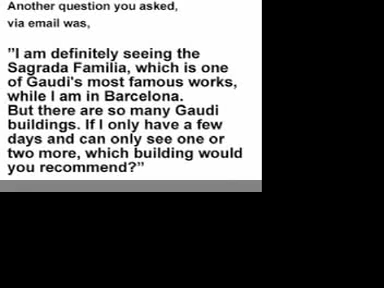 Another question you asked,
via email was,
”I am definitely seeing the
Sagrada Familia, which is one
of Gaudi's most famous works,
while I am in Barcelona.
But there are so many Gaudi
buildings. If I only have a few
days and can only see one or
two more, which building would
you recommend?”